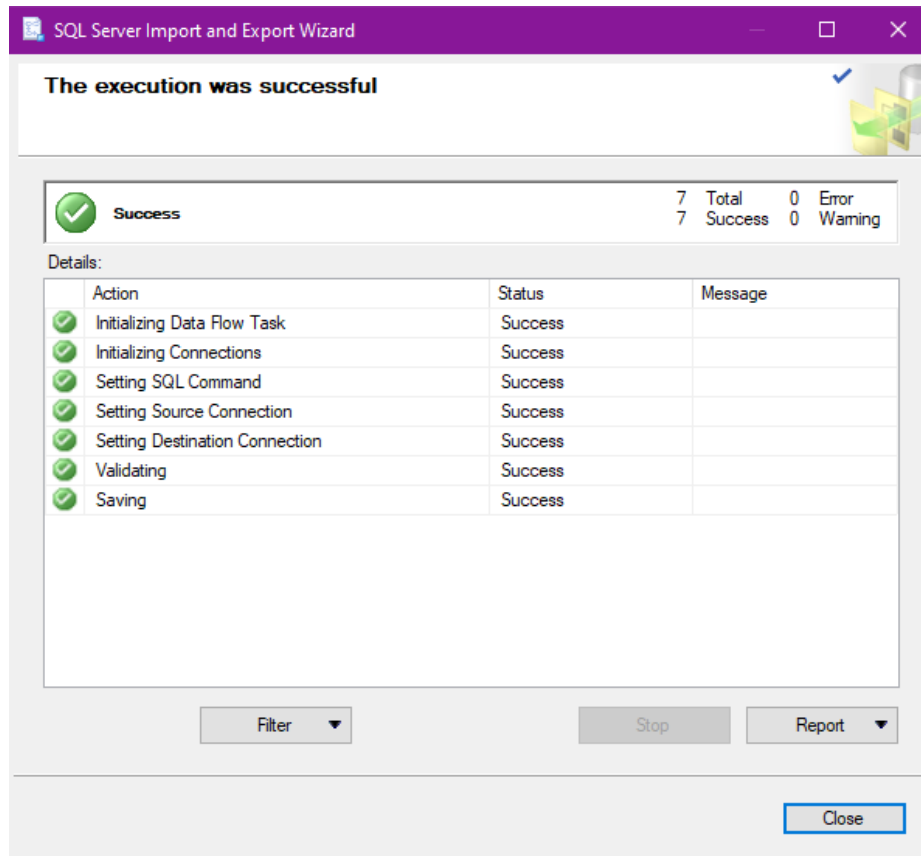 SQL Server Import and Export Wizard
The execution was successful
Success
7 Total 0 Error
7 Success 0 Warning
Details:
Action Status Message
Initializing Data Flow Task Success
Initializing Connections Success
Setting SQL Command Success
Setting Source Connection Success
Setting Destination Connection Success
Validating Success
Saving Success
Filter Stop Report
Close